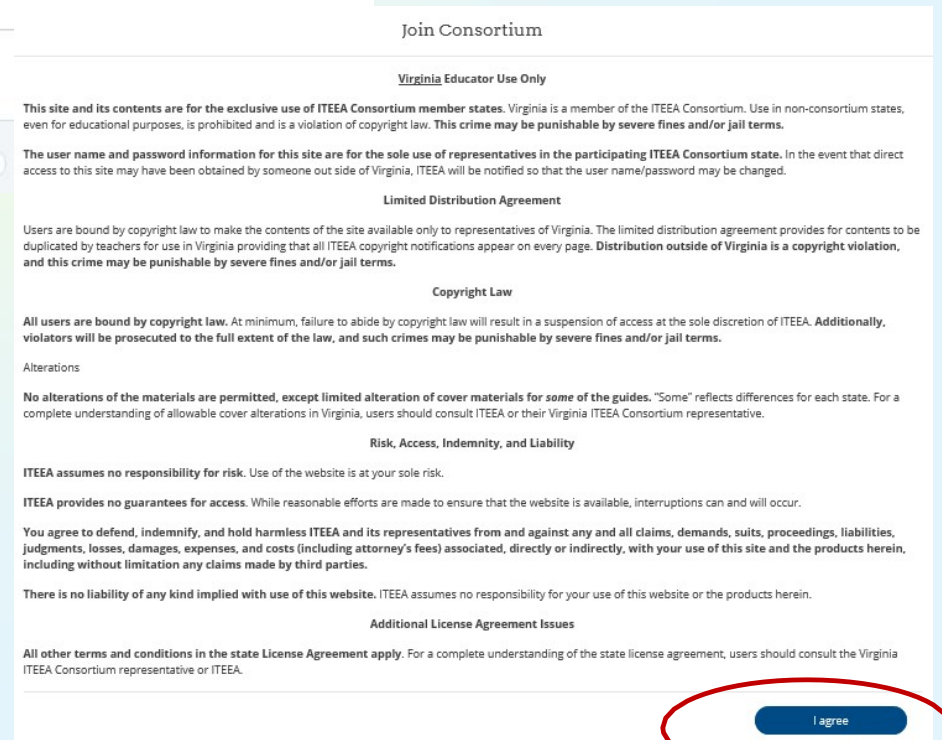 Join Consortium
Virginia Educator Use Only
This site and its contents are for the exclusive use of ITEEA Consortium member states. Virginia is a member of the ITEEA Consortium. Use in non-consortium states,
even for educational purposes, is prohibited and is a violation of copyright law. This crime may be punishable by severe fines and/or jail terms.
The user name and password information for this site are for the sole use of representatives in the participating ITEEA Consortium state. In the event that direct
access to this site may have been obtained by someone out side of Virginia, ITEEA will be notified so that the user name/password may be changed.
Limited Distribution Agreement
Users are bound by copyright law to make the contents of the site available only to representatives of Virginia. The limited distribution agreement provides for contents to be
duplicated by teachers for use in Virginia providing that all ITEEA copyright notifications appear on every page. Distribution outside of Virginia is a copyright violation,
and this crime may be punishable by severe fines and/or jail terms.
Copyright Law
All users are bound by copyright law. At minimum, failure to abide by copyright law will result in a suspension of access at the sole discretion of ITEEA. Additionally,
violators will be prosecuted to the full extent of the law, and such crimes may be punishable by severe fines and/or jail terms.
Alterations
No alterations of the materials are permitted, except limited alteration of cover materials for some of the guides. "Some" reflects differences for each state. For a
complete understanding of allowable cover alterations in Virginia, users should consult ITEEA or their Virginia ITEEA Consortium representative.
Risk, Access, Indemnity, and Liability
ITEEA assumes no responsibility for risk. Use of the website is at your sole risk.
ITEEA provides no guarantees for access. While reasonable efforts are made to ensure that the website is available, interruptions can and will occur.
You agree to defend, indemnify, and hold harmless ITEEA and its representatives from and against any and all claims, demands, suits, proceedings, liabilities,
judgments, losses, damages, expenses, and costs (including attorney's fees) associated, directly or indirectly, with your use of this site and the products herein,
including without limitation any claims made by third parties.
There is no liability of any kind implied with use of this website. ITEEA assumes no responsibility for your use of this website or the products herein.
Additional License Agreement Issues
All other terms and conditions in the state License Agreement apply. For a complete understanding of the state license agreement, users should consult the Virginia
ITEEA Consortium representative or ITEEA.
I agree